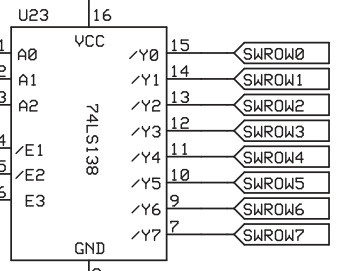 U23 16
VCC
1 A0 /Y0 15 SWROW0
2 A1 /Y1 14 SWROW1
3 A2 /Y2 13 SWROW2
74LS138
/Y3 12 SWROW3
4 /E1 /Y4 11 SWROW4
5 /E2 /Y5 10 SWROW5
6 E3 /Y6 9 SWROW6
/Y7 7 SWROW7
GND